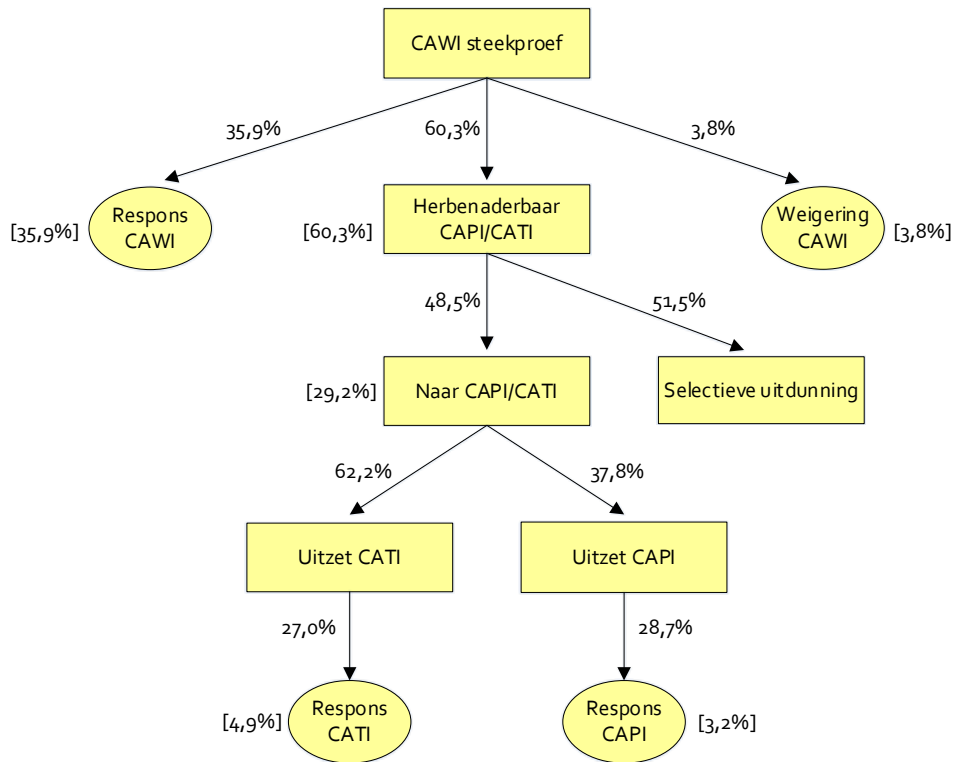 CAWI steekproef
35,9%
60,3%
3,8%
Respons
CAWI
[35,9%]
Herbenaderbaar
CAPI/CATI
[60,3%]
Weigering
CAWI
[3,8%]
48,5%
51,5%
[29,2%]
Naar CAPI/CATI
Selectieve uitdunning
62,2%
37,8%
Uitzet CATI
Uitzet CAPI
27,0%
28,7%
[4,9%]
Respons
CATI
Respons
CAPI
[3,2%]